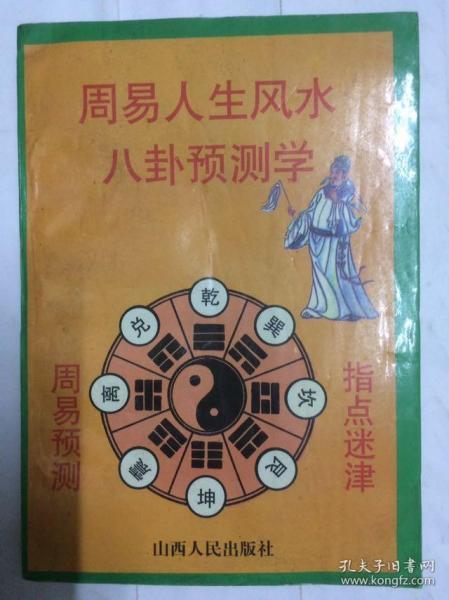 周易人生风水
八卦预测学
乾
兑
巽
离
坎
震
艮
坤
周易预测
指点迷津
山西人民出版社
孔夫子旧书网
www.kongfz.com